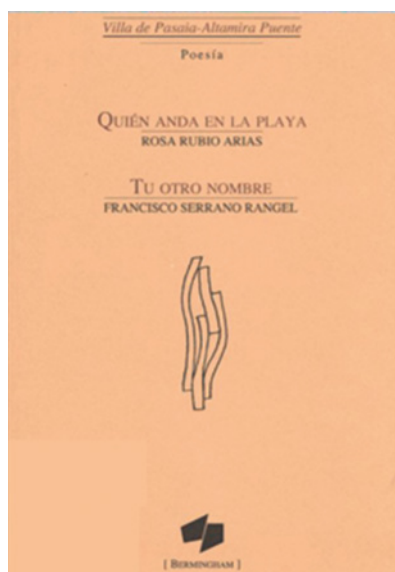 Villa de Pasaia-Altamira Puente
Poesía
QUIÉN ANDA EN LA PLAYA
ROSA RUBIO ARIAS
TU OTRO NOMBRE
FRANCISCO SERRANO RANGEL
[ BIRMINGHAM ]